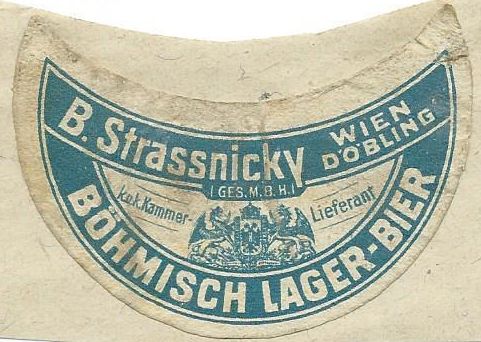 B. Strassnicky
WIEN
DÖBLING
(GES.M.B.H.)
k.u.k. Kammer-
Lieferant
BÖHMISCH LAGER-BIER